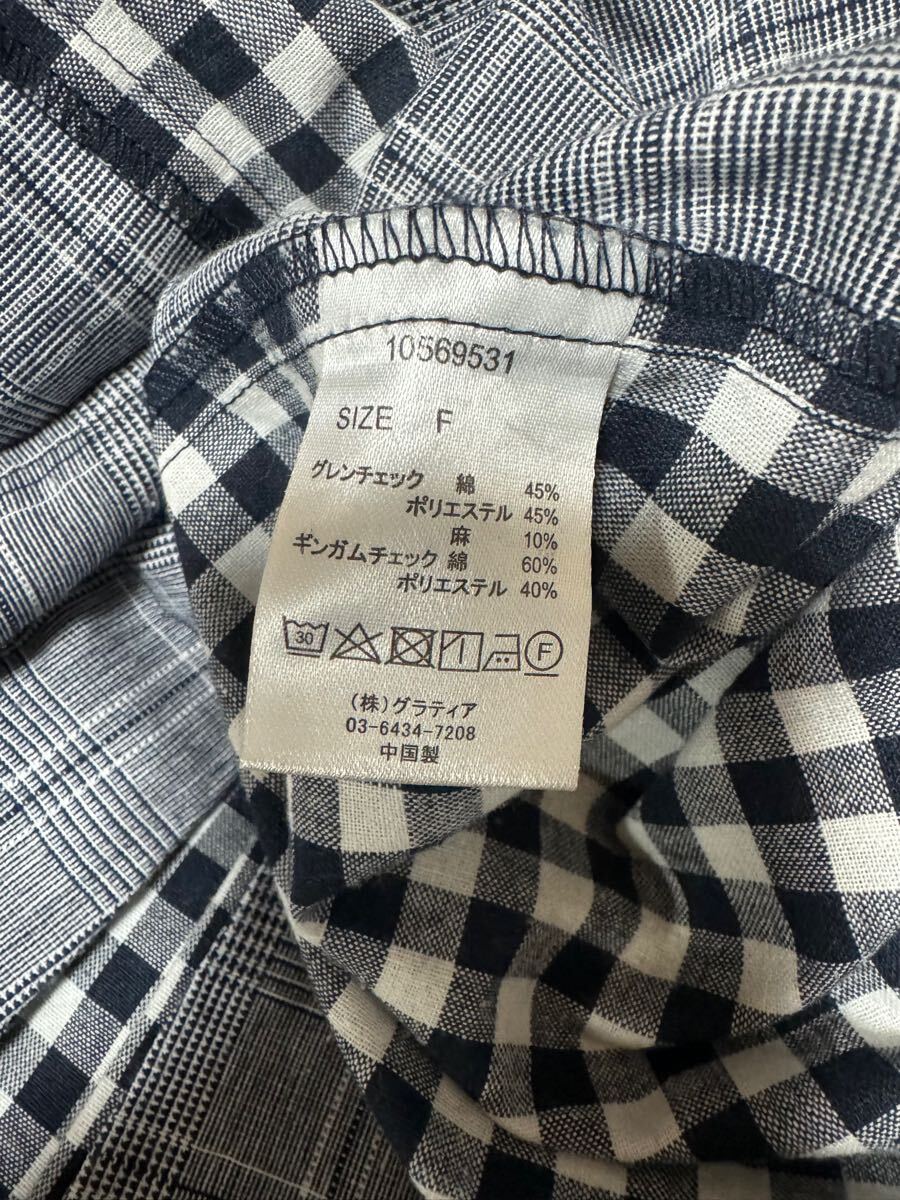 10569531
SIZE F
グレンチェック 綿 45%
ポリエステル 45%
麻 10%
ギンガムチェック 綿 60%
ポリエステル 40%
30 F
(株)グラティア
03-6434-7208
中国製